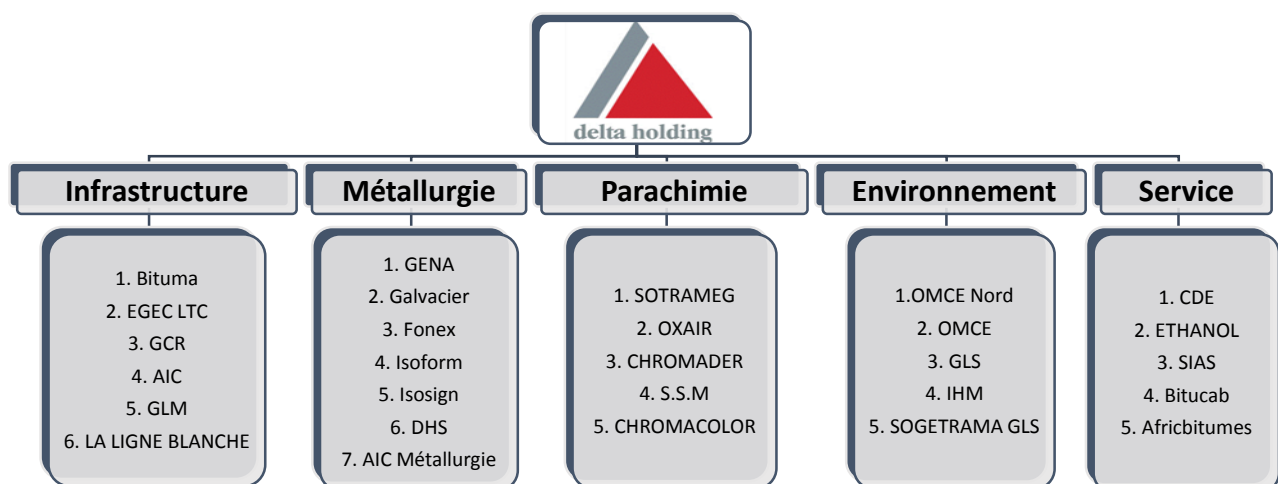 delta holding
Infrastructure
1. Bituma
2. EGEC LTC
3. GCR
4. AIC
5. GLM
6. LA LIGNE BLANCHE
Métallurgie
1. GENA
2. Galvacier
3. Fonex
4. Isoform
5. Isosign
6. DHS
7. AIC Métallurgie
Parachimie
1. SOTRAMEG
2. OXAIR
3. CHROMADER
4. S.S.M
5. CHROMACOLOR
Environnement
1.OMCE Nord
2. OMCE
3. GLS
4. IHM
5. SOGETRAMA GLS
Service
1. CDE
2. ETHANOL
3. SIAS
4. Bitucab
5. Africbitumes